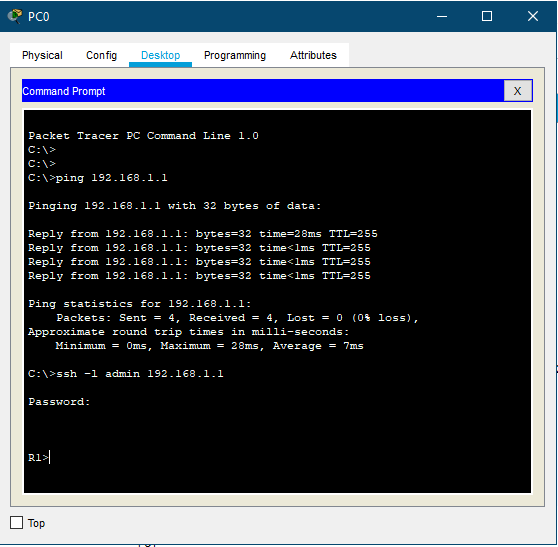 PC0
Physical Config Desktop Programming Attributes
Command Prompt
X
Packet Tracer PC Command Line 1.0
C:\>
C:\>
C:\>ping 192.168.1.1
Pinging 192.168.1.1 with 32 bytes of data:
Reply from 192.168.1.1: bytes=32 time=28ms TTL=255
Reply from 192.168.1.1: bytes=32 time<1ms TTL=255
Reply from 192.168.1.1: bytes=32 time<1ms TTL=255
Reply from 192.168.1.1: bytes=32 time<1ms TTL=255
Ping statistics for 192.168.1.1:
Packets: Sent = 4, Received = 4, Lost = 0 (0% loss),
Approximate round trip times in milli-seconds:
Minimum = 0ms, Maximum = 28ms, Average = 7ms
C:\>ssh -l admin 192.168.1.1
Password:
R1>
Top